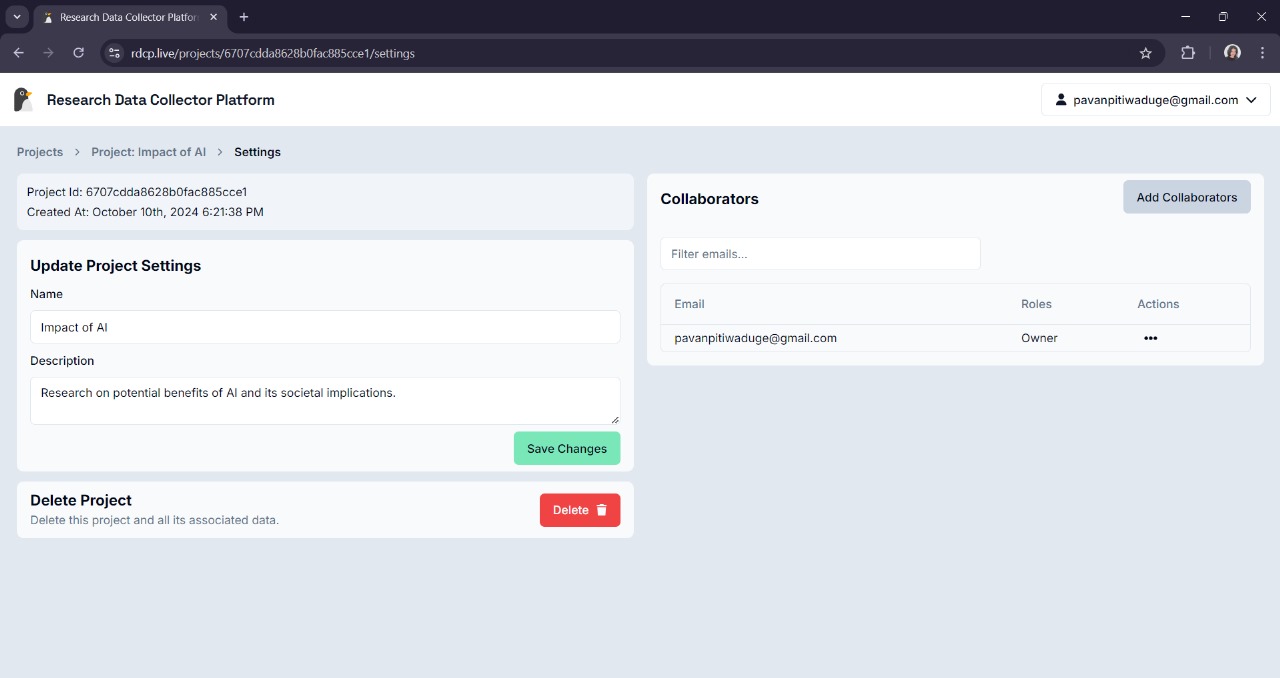 Research Data Collector Platfor
rdcp.live/projects/6707cdda8628b0fac885cce1/settings
Research Data Collector Platform
pavanpitiwaduge@gmail.com
Projects > Project: Impact of AI > Settings
Project Id: 6707cdda8628b0fac885cce1
Created At: October 10th, 2024 6:21:38 PM
Update Project Settings
Name
Impact of AI
Description
Research on potential benefits of AI and its societal implications.
Save Changes
Delete Project
Delete this project and all its associated data.
Delete
Collaborators
Add Collaborators
Filter emails...
Email Roles Actions
pavanpitiwaduge@gmail.com Owner •••